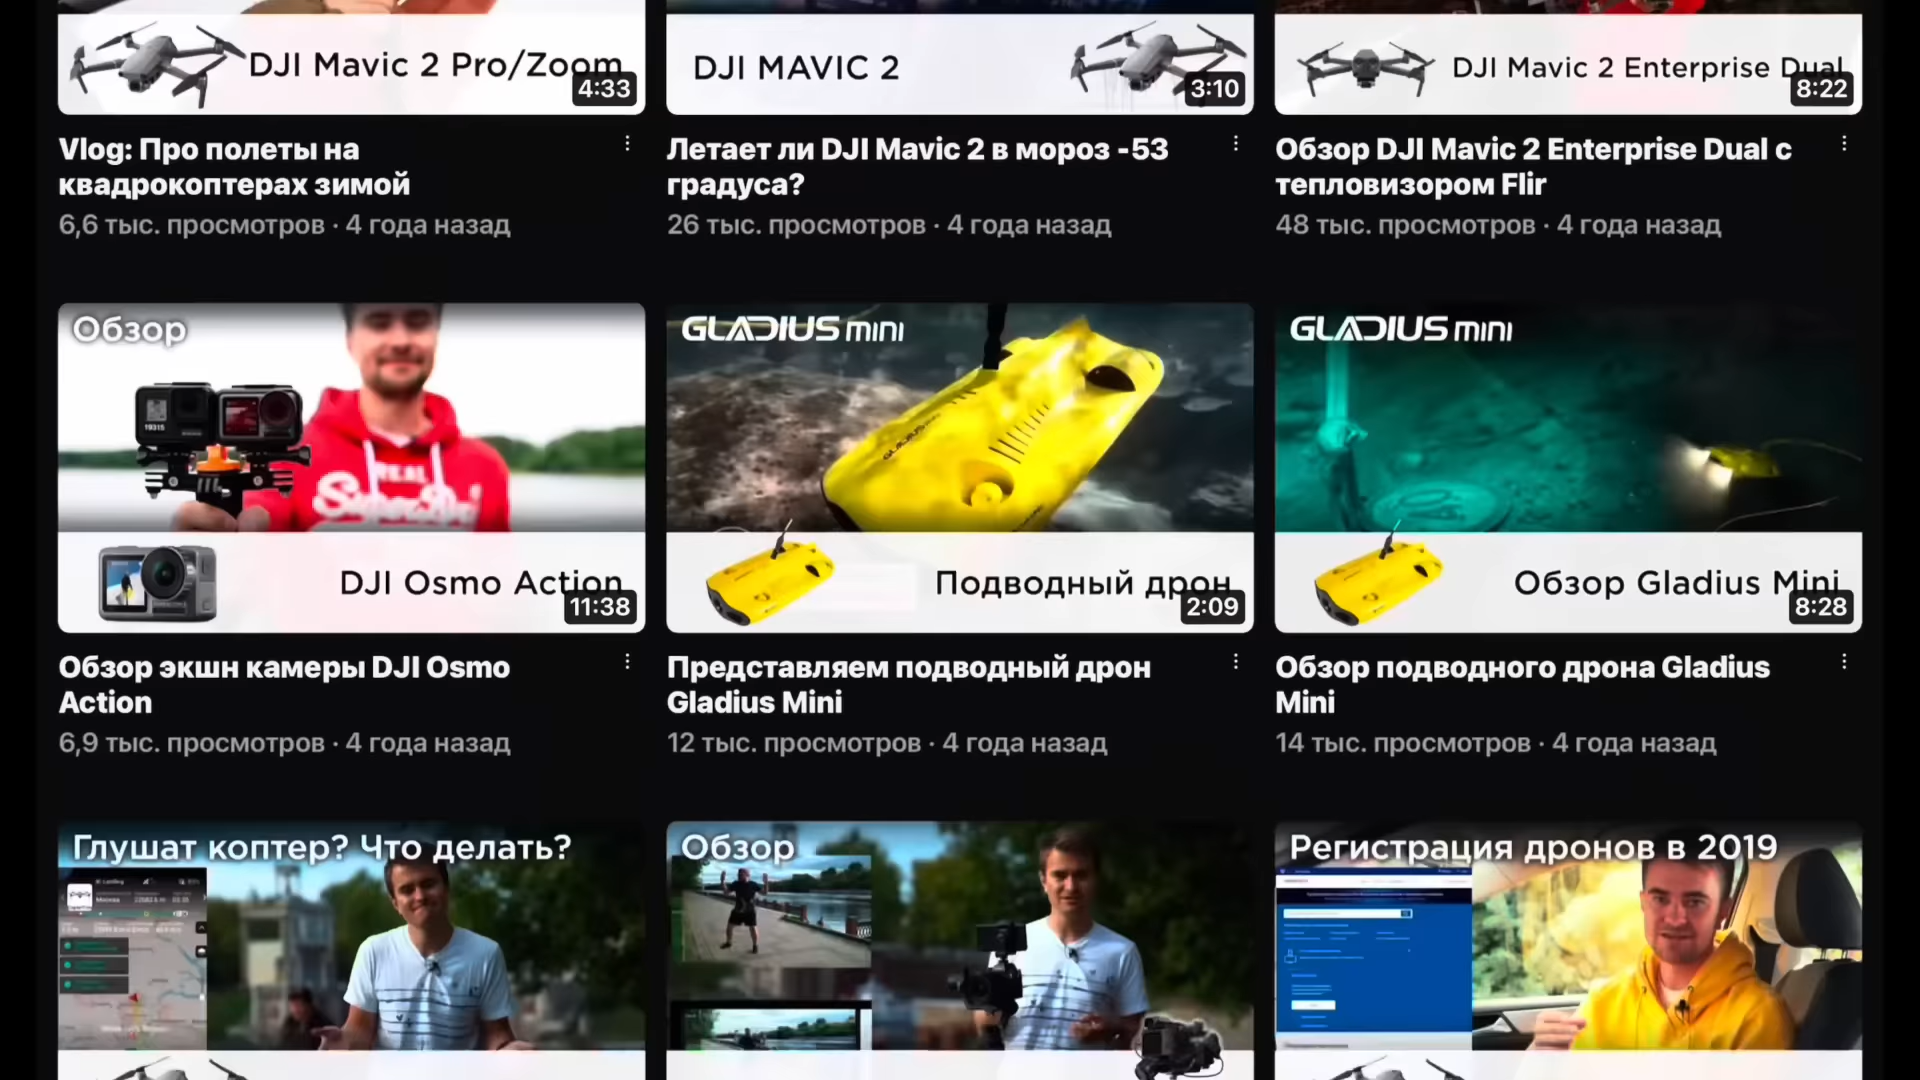 DJI Mavic 2 Pro/Zoom
4:33
DJI MAVIC 2
3:10
DJI Mavic 2 Enterprise Dual
8:22
Vlog: Про полеты на
квадрокоптерах зимой
6,6 тыс. просмотров · 4 года назад
Летает ли DJI Mavic 2 в мороз -53
градуса?
26 тыс. просмотров · 4 года назад
Обзор DJI Mavic 2 Enterprise Dual с
тепловизором Flir
48 тыс. просмотров · 4 года назад
Обзор
19315
REAL
DJI Osmo Action
11:38
GLADIUS mini
Подводный дрон
2:09
GLADIUS mini
Обзор Gladius Mini
8:28
Обзор экшн камеры DJI Osmo
Action
6,9 тыс. просмотров · 4 года назад
Представляем подводный дрон
Gladius Mini
12 тыс. просмотров · 4 года назад
Обзор подводного дрона Gladius
Mini
14 тыс. просмотров · 4 года назад
Глушат коптер? Что делать?
Обзор
Регистрация дронов в 2019